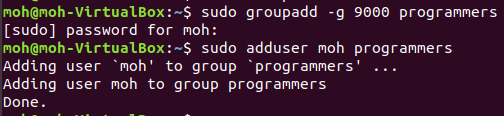 moh@moh-VirtualBox:~$ sudo groupadd -g 9000 programmers
[sudo] password for moh:
moh@moh-VirtualBox:~$ sudo adduser moh programmers
Adding user `moh' to group `programmers' ...
Adding user moh to group programmers
Done.